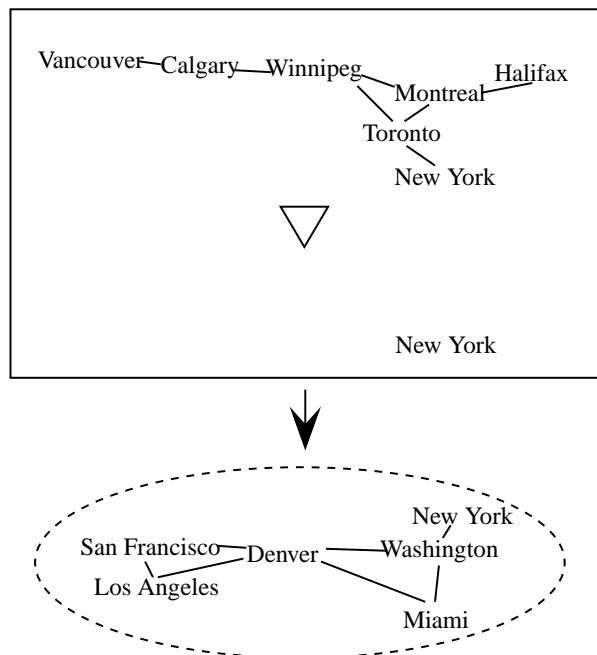 Vancouver
Calgary
Winnipeg
Halifax
Montreal
Toronto
New York
New York
New York
San Francisco
Denver
Washington
Los Angeles
Miami